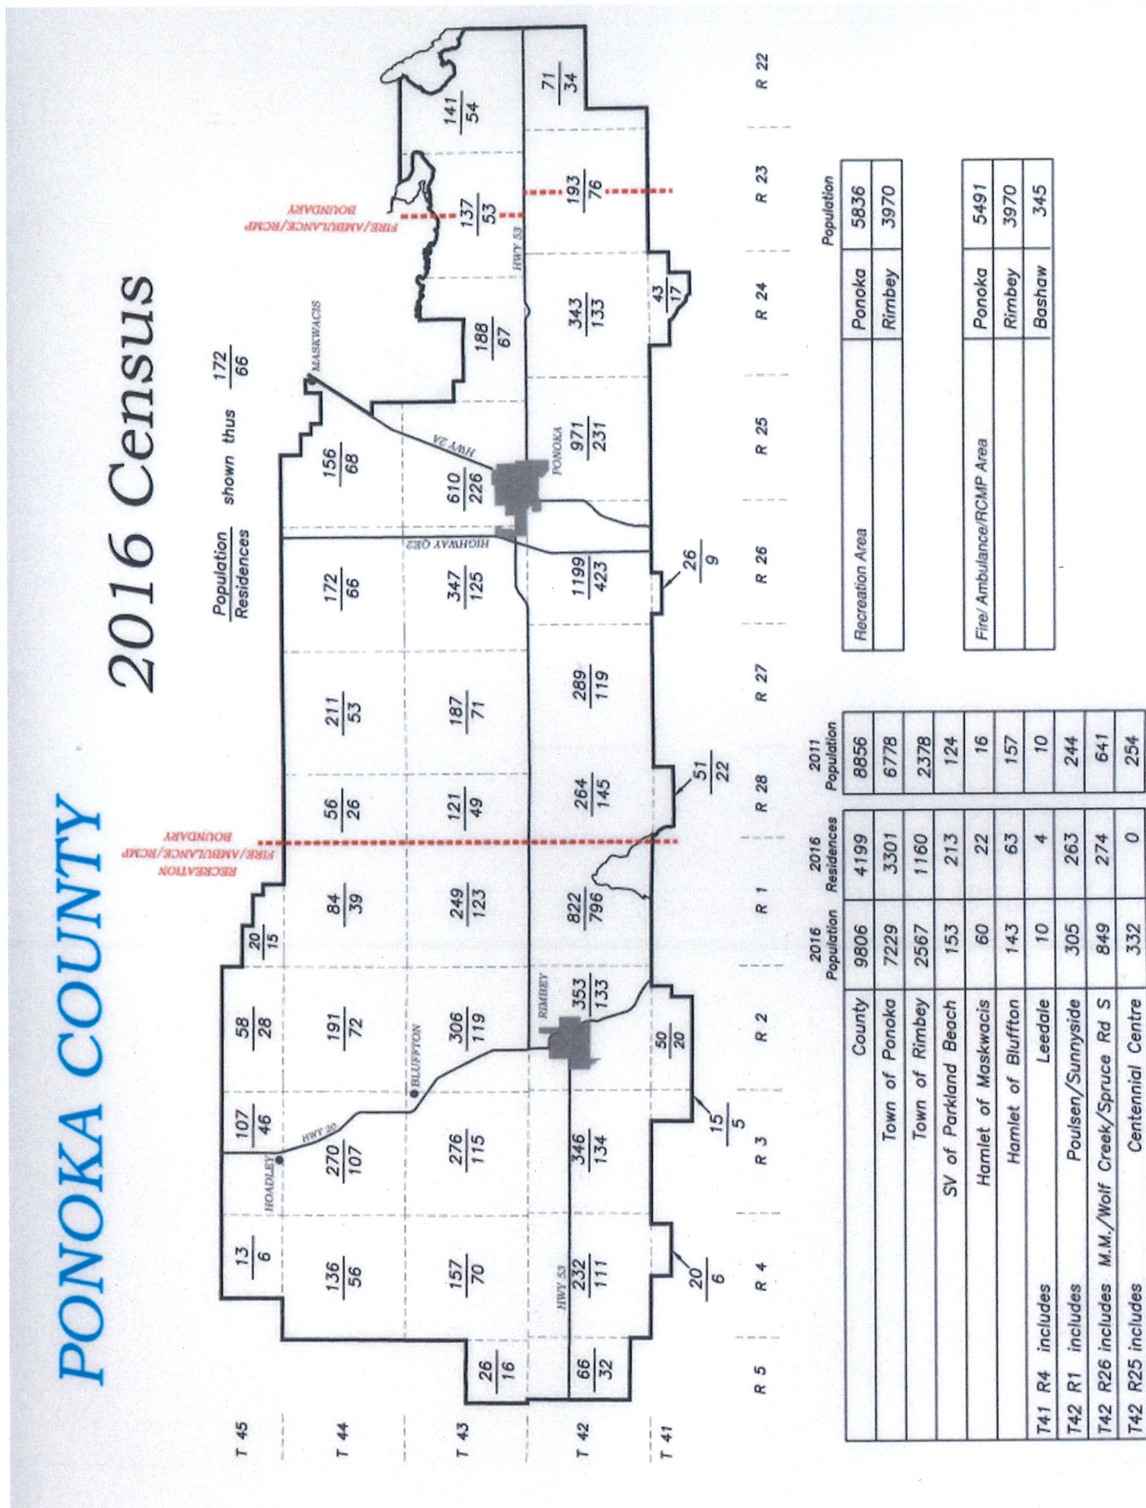 PONOKA COUNTY
2016 Census
Population shown thus 172
Residences 66
RECREATION
FIRE/AMBULANCE/RCMP
BOUNDARY
FIRE/AMBULANCE/RCMP
BOUNDARY
T 45
13
6
107
46
58
28
20
15
HOADLEY
HWY 20
MASKWACIS
T 44
136
56
270
107
191
72
84
39
56
26
211
53
172
66
156
68
BLUFFTON
HIGHWAY QE2
HWY 2A
T 43
26
16
157
70
276
115
306
119
249
123
121
49
187
71
347
125
610
226
188
67
137
53
141
54
HWY 53
RIMBEY
PONOKA
HWY 53
T 42
66
32
232
111
346
134
353
133
822
796
264
145
289
119
1199
423
971
231
343
133
193
76
71
34
T 41
20
6
15
5
50
20
51
22
26
9
43
17
R 5 R 4 R 3 R 2 R 1 R 28 R 27 R 26 R 25 R 24 R 23 R 22
2016 Population 2016 Residences 2011 Population
County 9806 4199 8856
Town of Ponoka 7229 3301 6778
Town of Rimbey 2567 1160 2378
SV of Parkland Beach 153 213 124
Hamlet of Maskwacis 60 22 16
Hamlet of Bluffton 143 63 157
T41 R4 includes Leedale 10 4 10
T42 R1 includes Poulsen/Sunnyside 305 263 244
T42 R26 includes M.M./Wolf Creek/Spruce Rd S 849 274 641
T42 R25 includes Centennial Centre 332 0 254
Population
Recreation Area Ponoka 5836
Rimbey 3970
Fire/Ambulance/RCMP Area Ponoka 5491
Rimbey 3970
Bashaw 345